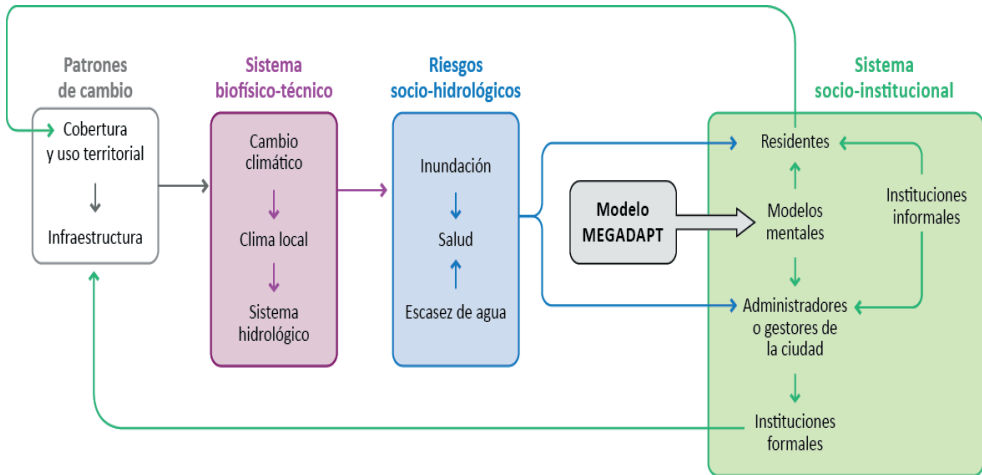 Patrones
de cambio
Cobertura
y uso territorial
Infraestructura
Sistema
biofísico-técnico
Cambio
climático
Clima local
Sistema
hidrológico
Riesgos
socio-hidrológicos
Inundación
Salud
Escasez de agua
Modelo
MEGADAPT
Sistema
socio-institucional
Residentes
Modelos
mentales
Instituciones
informales
Administradores
o gestores de
la ciudad
Instituciones
formales